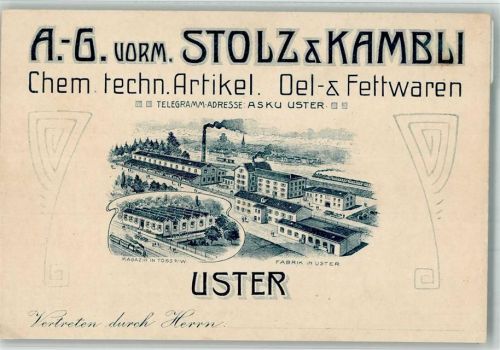 A.-G. VORM. STOLZ & KAMBLI
Chem. techn. Artikel. Oel- & Fettwaren
TELEGRAMM-ADRESSE: ASKU USTER.
MAGAZIN IN TÖSS B/W.
FABRIK IN USTER
USTER
Vertreten durch Herrn: